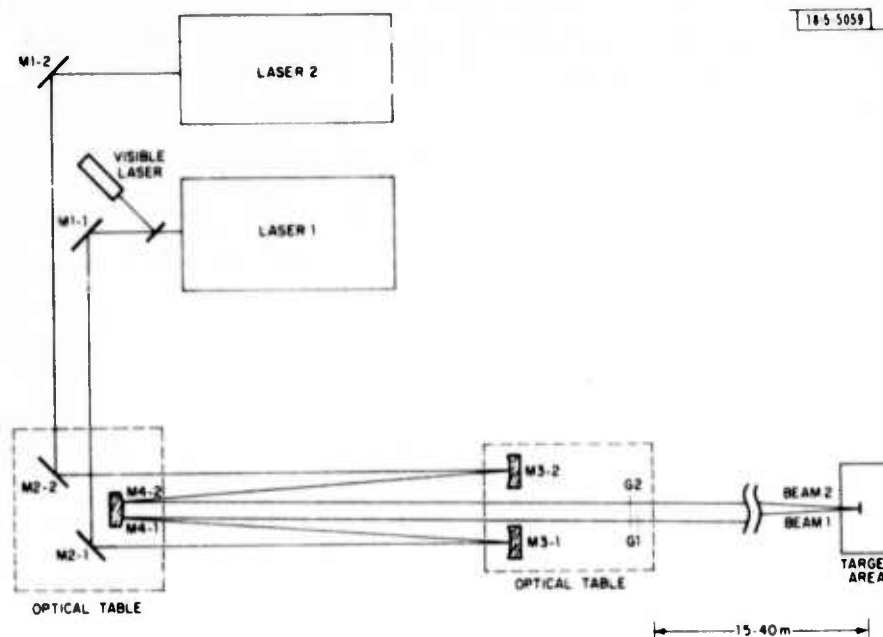 18-5 5059
M1-2
LASER 2
VISIBLE
LASER
M1-1
LASER 1
M2-2
M4-2
M4-1
M2-1
OPTICAL TABLE
M3-2
G2
G1
M3-1
OPTICAL TABLE
BEAM 2
BEAM 1
TARGE
AREA
15-40 m